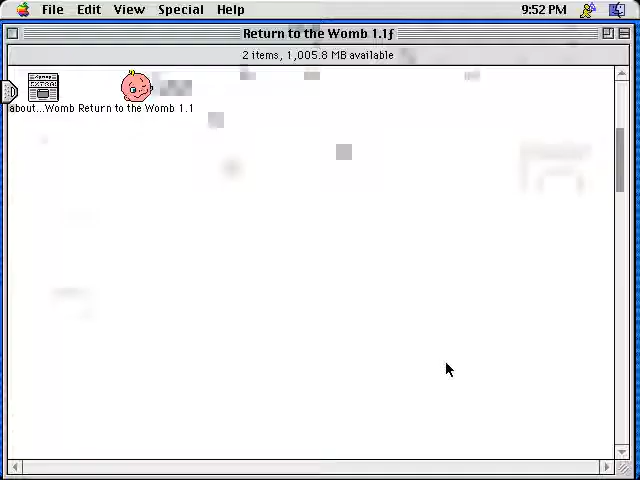 File Edit View Special Help 9:52 PM
Return to the Womb 1.1ƒ
2 items, 1,005.8 MB available
EXTRA!
about...Womb Return to the Womb 1.1